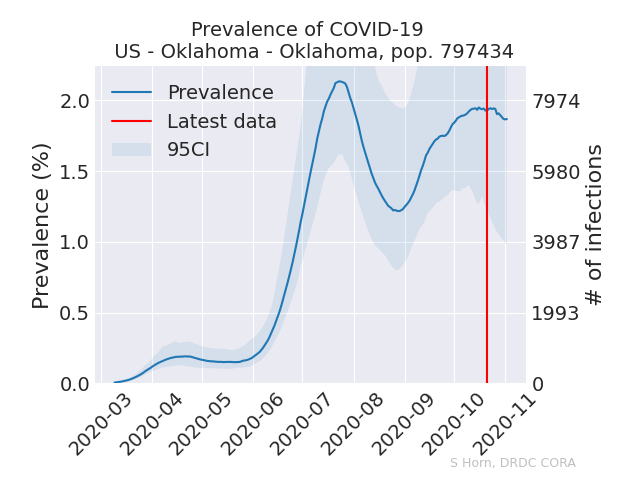 Prevalence of COVID-19
US - Oklahoma - Oklahoma, pop. 797434
Prevalence
Latest data
95CI
Prevalence (%)
2.0
1.5
1.0
0.5
0.0
7974
5980
3987
1993
0
# of infections
2020-03
2020-04
2020-05
2020-06
2020-07
2020-08
2020-09
2020-10
2020-11
S Horn, DRDC CORA